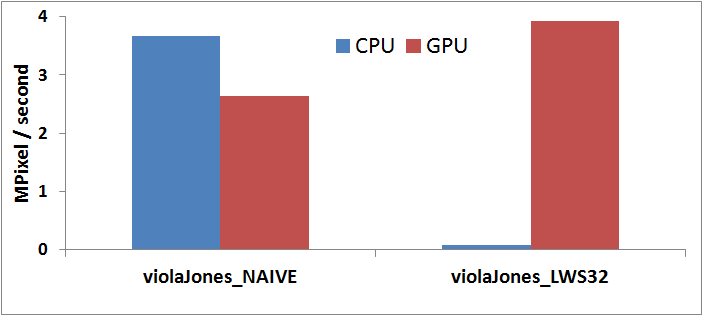 4
CPU GPU
3
MPixel / second
2
1
0
violaJones_NAIVE violaJones_LWS32